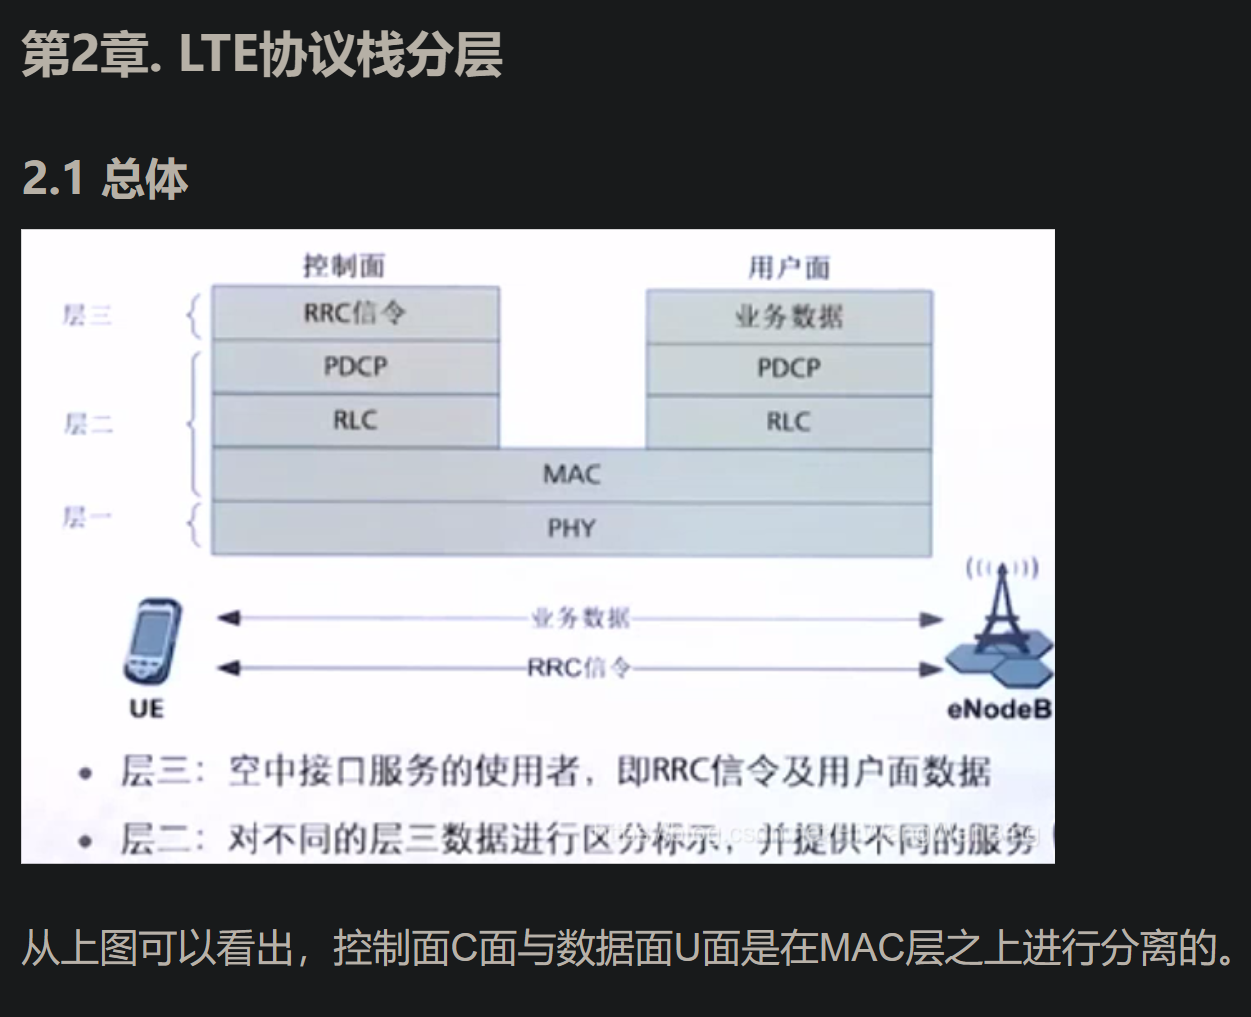 第2章. LTE协议栈分层
2.1 总体
控制面 用户面
层三 RRC信令 业务数据
PDCP PDCP
层二 RLC RLC
MAC
层一 PHY
业务数据
RRC信令
UE eNodeB
• 层三：空中接口服务的使用者，即RRC信令及用户面数据
• 层二：对不同的层三数据进行区分标示，并提供不同的服务
从上图可以看出，控制面C面与数据面U面是在MAC层之上进行分离的。